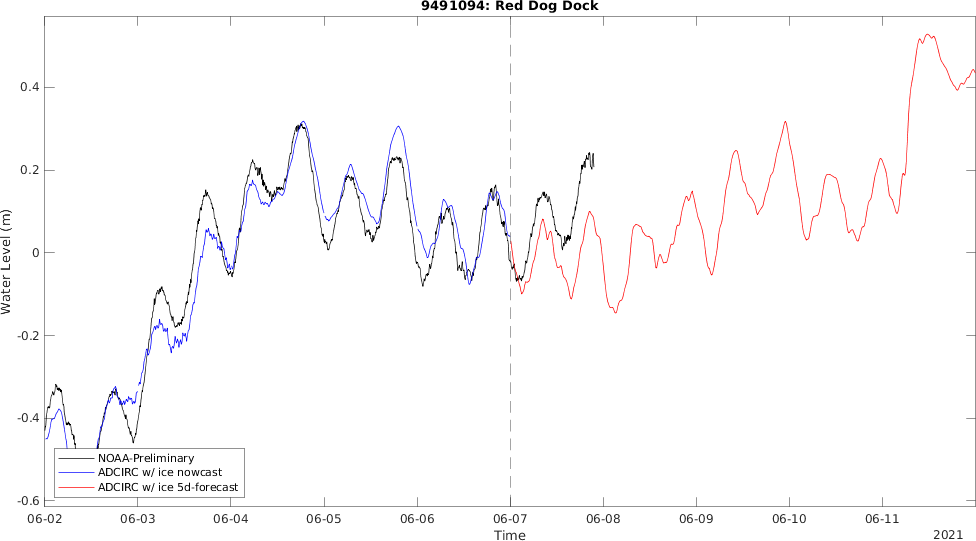 9491094: Red Dog Dock
Water Level (m)
0.4
0.2
0
-0.2
-0.4
-0.6
NOAA-Preliminary
ADCIRC w/ ice nowcast
ADCIRC w/ ice 5d-forecast
06-02 06-03 06-04 06-05 06-06 06-07 06-08 06-09 06-10 06-11
Time
2021